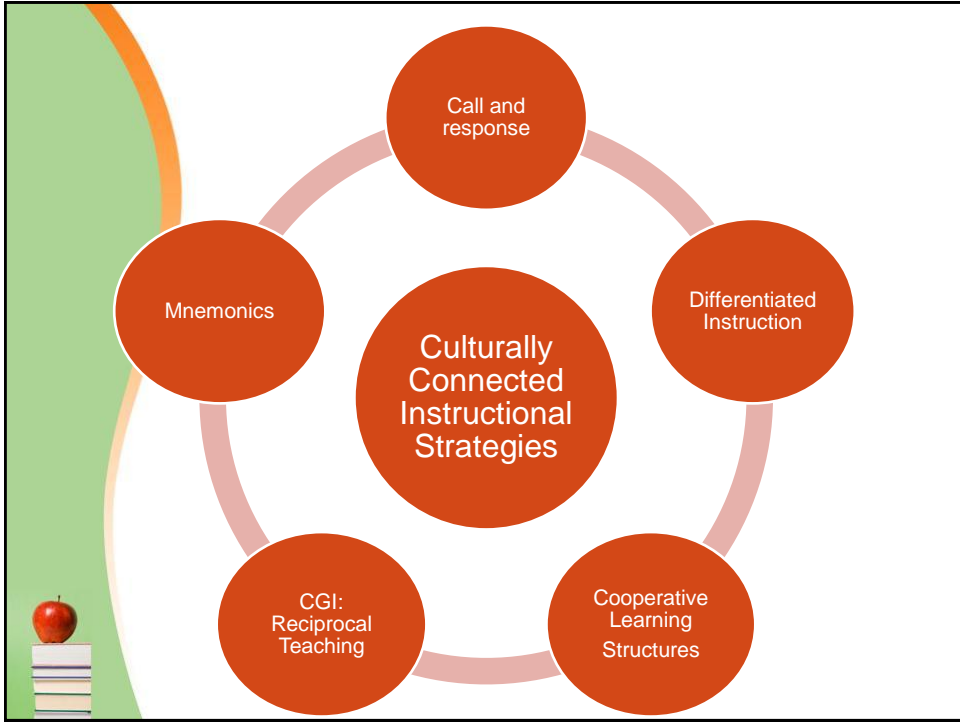 Call and
response
Mnemonics
Differentiated
Instruction
Culturally
Connected
Instructional
Strategies
CGI:
Reciprocal
Teaching
Cooperative
Learning
Structures